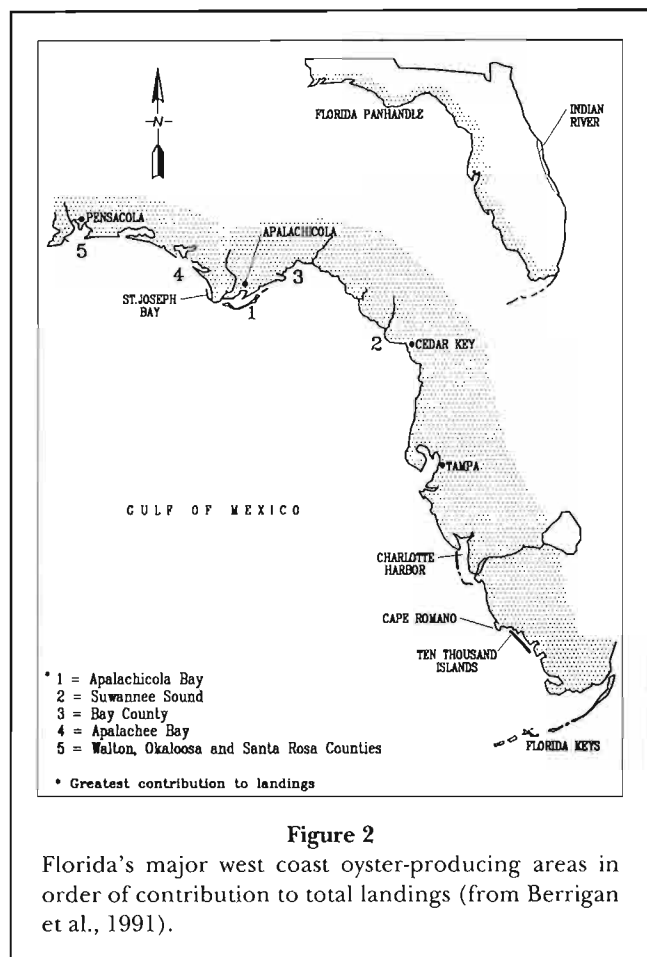 -N-
FLORIDA PANHANDLE
INDIAN
RIVER
PENSACOLA
5
4
APALACHICOLA
3
ST. JOSEPH
BAY
1
2
CEDAR KEY
TAMPA
GULF OF MEXICO
CHARLOTTE
HARBOR
CAPE ROMANO
TEN THOUSAND
ISLANDS
FLORIDA KEYS
* 1 = Apalachicola Bay
2 = Suwannee Sound
3 = Bay County
4 = Apalachee Bay
5 = Walton, Okaloosa and Santa Rosa Counties
* Greatest contribution to landings
Figure 2
Florida's major west coast oyster-producing areas in
order of contribution to total landings (from Berrigan
et al., 1991).